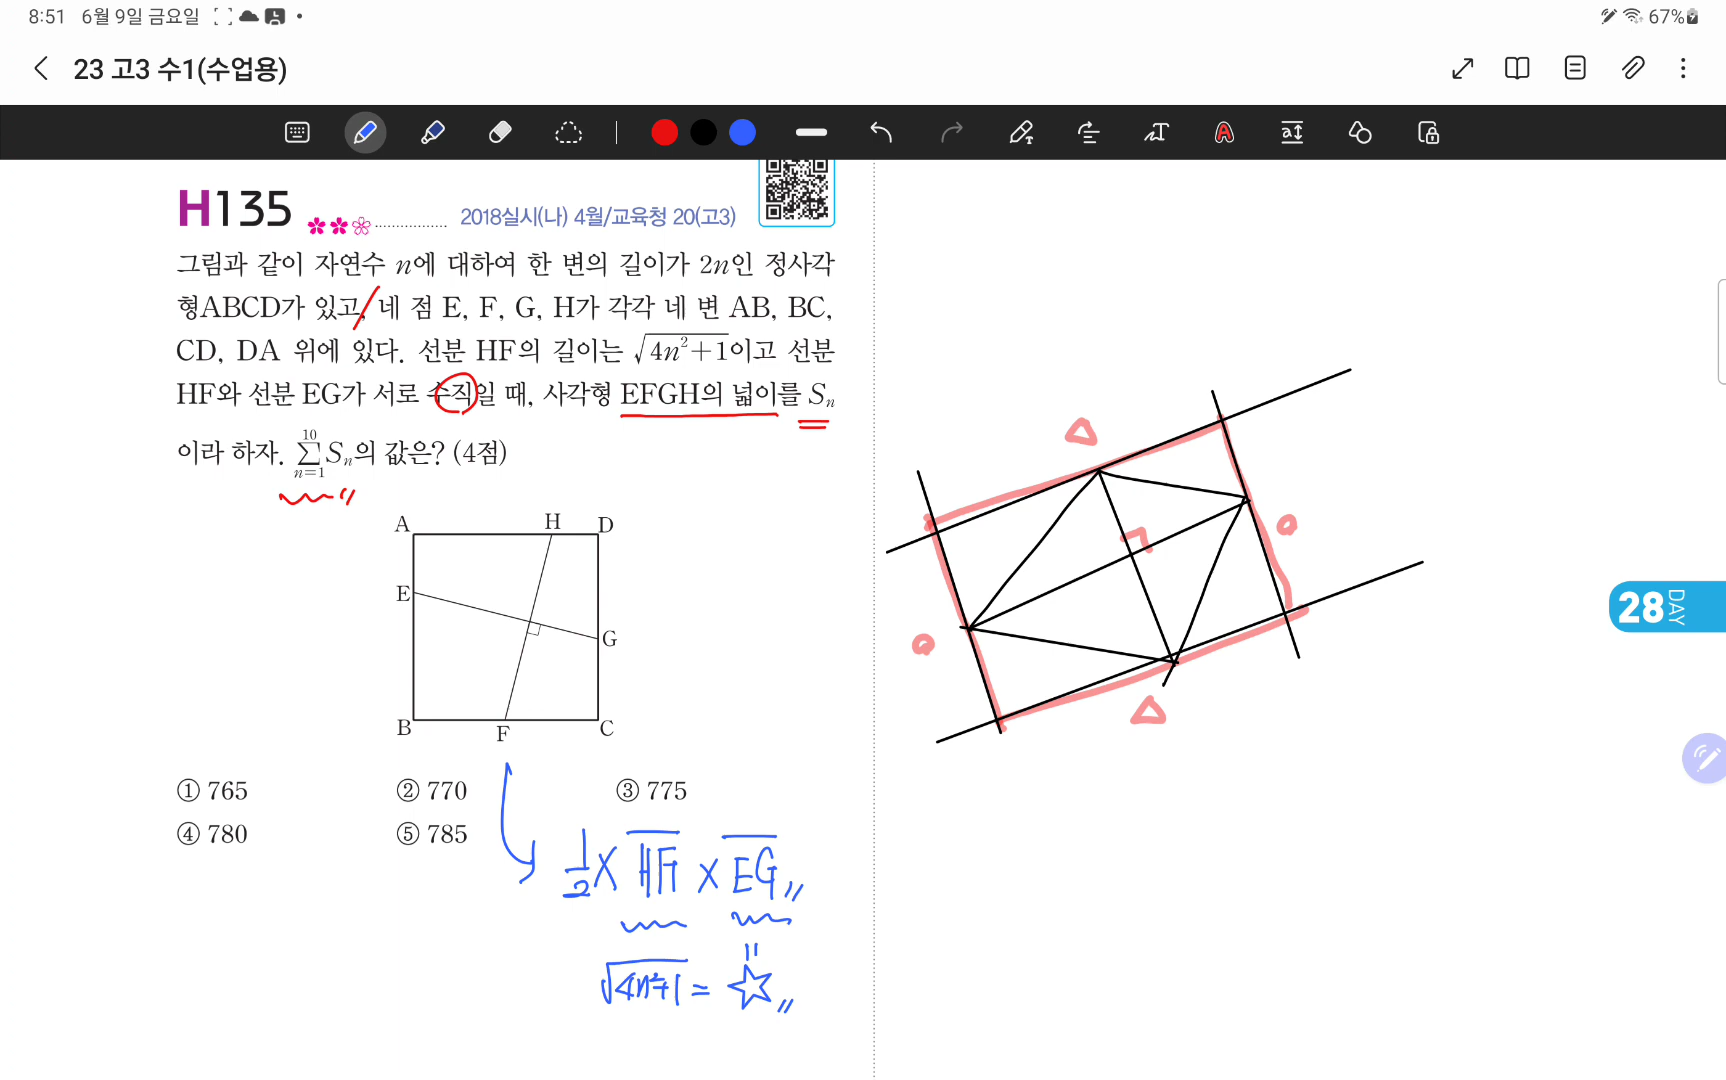 8:51 6월 9일 금요일
67%
23 고3 수1(수업용)
H135
2018실시(나) 4월/교육청 20(고3)
그림과 같이 자연수 n에 대하여 한 변의 길이가 2n인 정사각
형ABCD가 있고, 네 점 E, F, G, H가 각각 네 변 AB, BC,
CD, DA 위에 있다. 선분 HF의 길이는 √(4n²+1)이고 선분
HF와 선분 EG가 서로 수직일 때, 사각형 EFGH의 넓이를 Sₙ
이라 하자. ∑_{n=1}^{10} Sₙ의 값은? (4점)
A H D
E
G
B F C
① 765 ② 770 ③ 775
④ 780 ⑤ 785
1/2 × HF × EG
√(4n²+1) = ☆
28 DAY